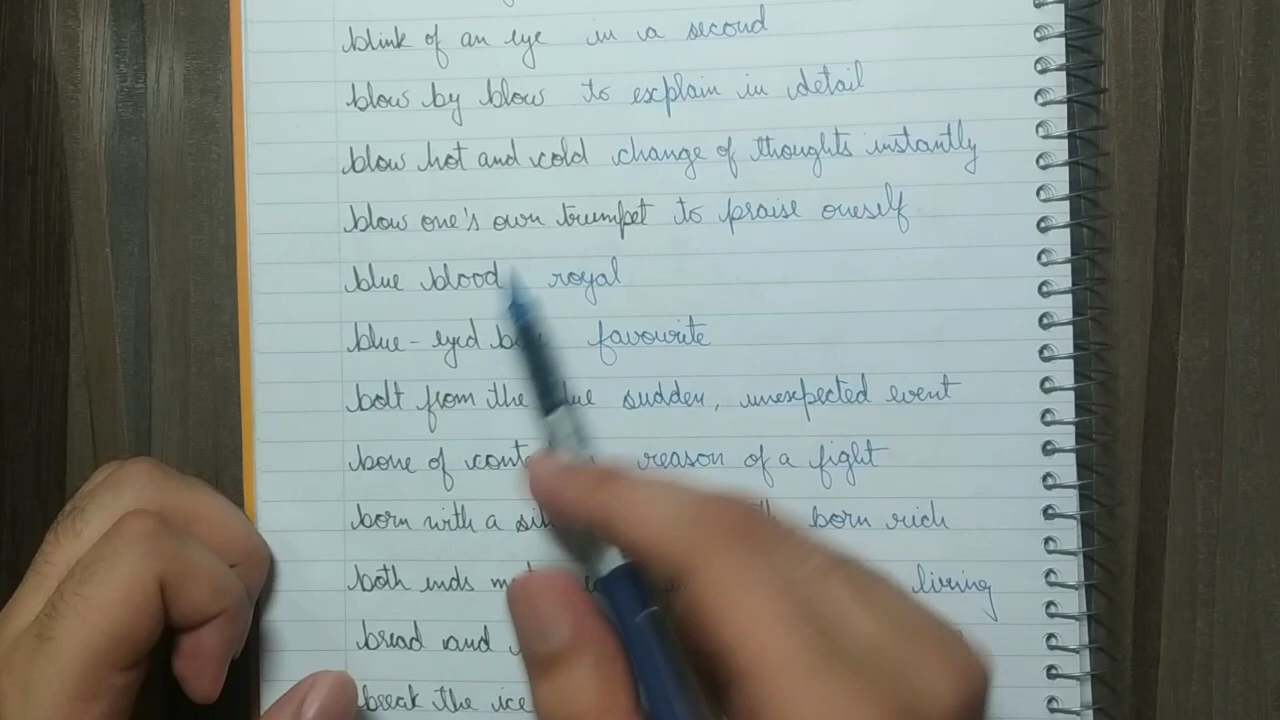 blink of an eye in a second
blow by blow to explain in detail
blow hot and cold change of thoughts instantly
blow one's own trumpet to praise oneself
blue blood royal
blue-eyed favourite
bolt from the sudden, unexpected event
bone of reason of a fight
born with a born rich
both ends living
bread and
break the ice